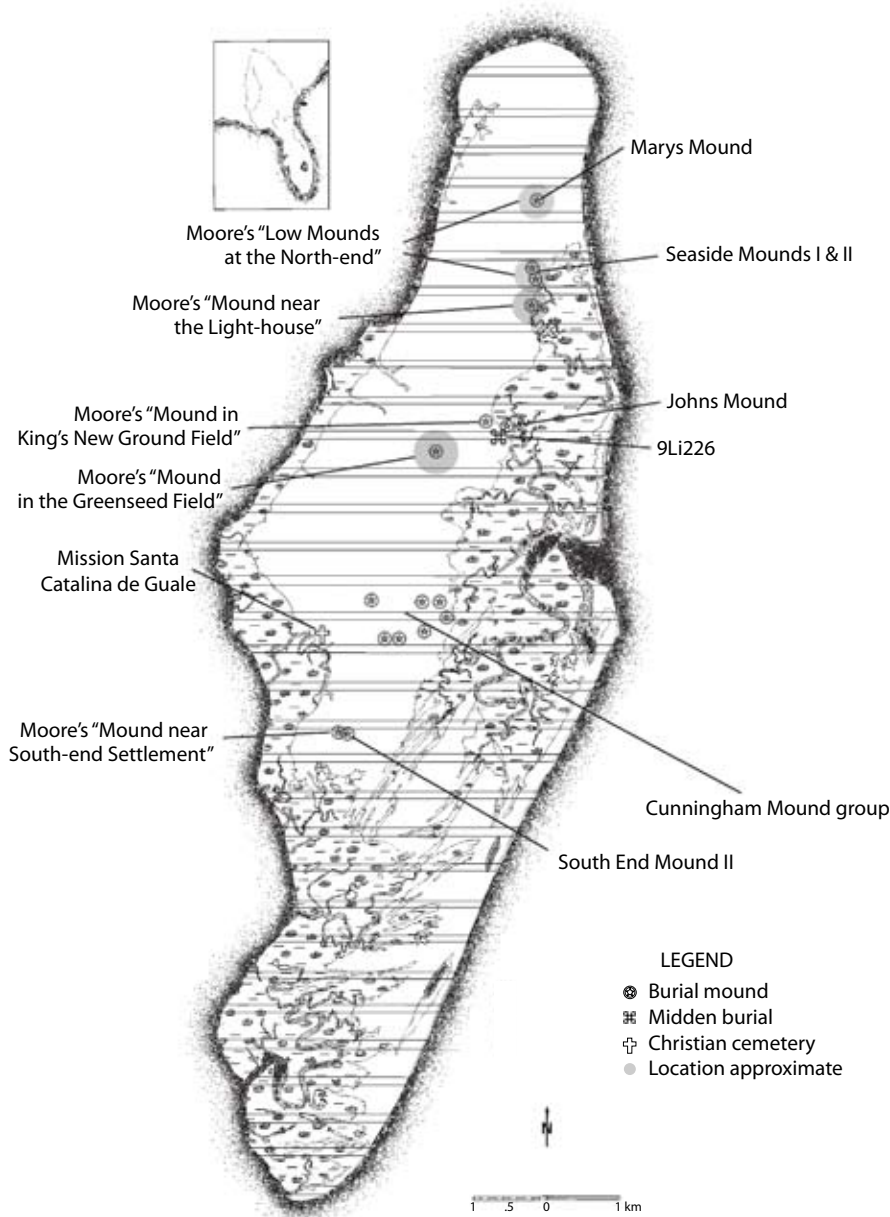 Marys Mound
Moore's “Low Mounds
at the North-end”
Seaside Mounds I & II
Moore's “Mound near
the Light-house”
Johns Mound
Moore's “Mound in
King's New Ground Field”
9Li226
Moore's “Mound
in the Greenseed Field”
Mission Santa
Catalina de Guale
Moore's “Mound near
South-end Settlement”
Cunningham Mound group
South End Mound II
LEGEND
Burial mound
Midden burial
Christian cemetery
Location approximate
N
1 .5 0 1 km